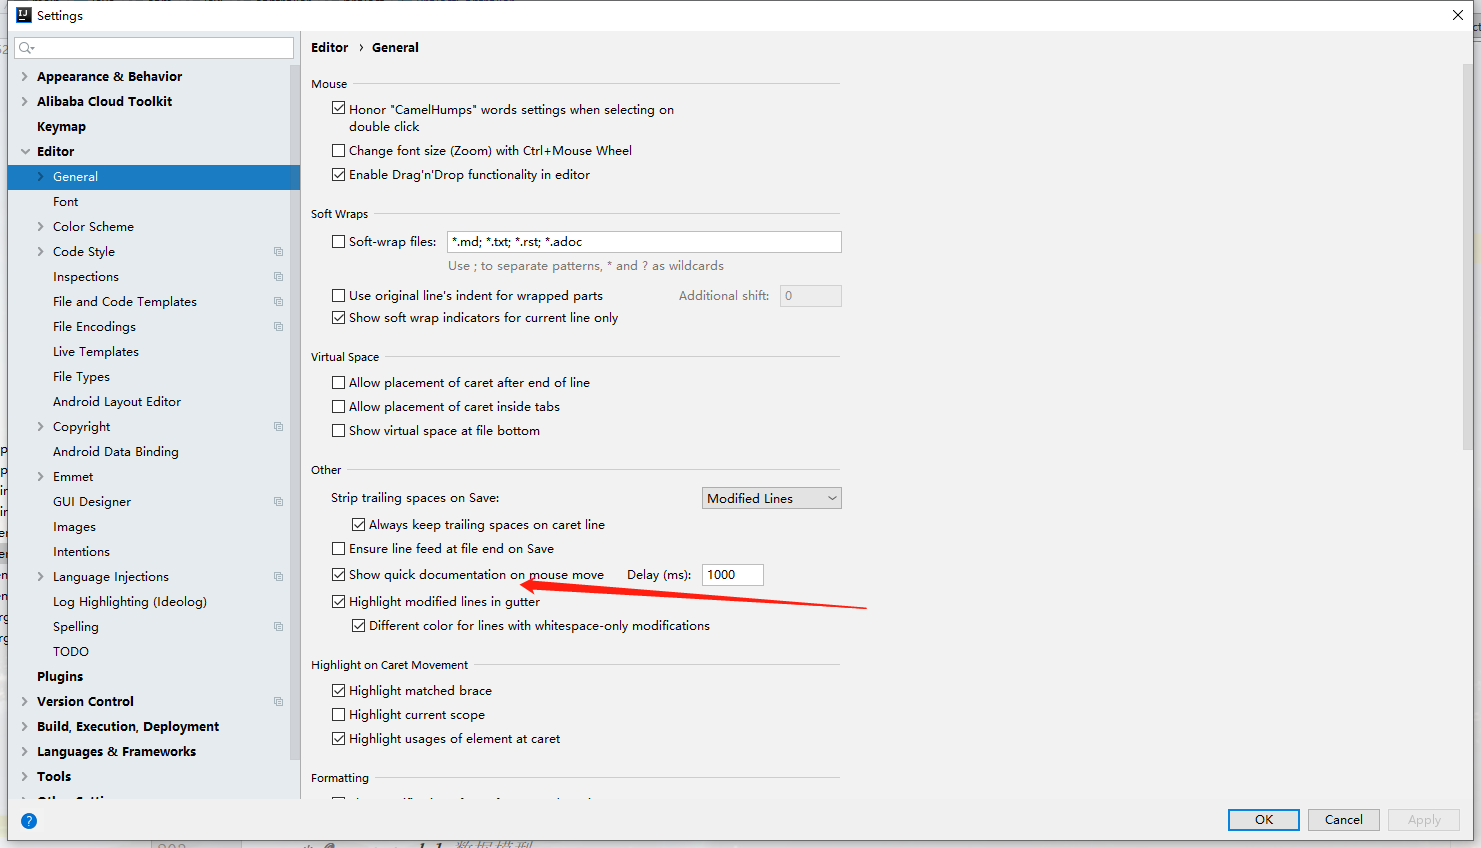 Settings
Editor › General
Appearance & Behavior
Alibaba Cloud Toolkit
Keymap
Editor
General
Font
Color Scheme
Code Style
Inspections
File and Code Templates
File Encodings
Live Templates
File Types
Android Layout Editor
Copyright
Android Data Binding
Emmet
GUI Designer
Images
Intentions
Language Injections
Log Highlighting (Ideolog)
Spelling
TODO
Plugins
Version Control
Build, Execution, Deployment
Languages & Frameworks
Tools
Mouse
Honor "CamelHumps" words settings when selecting on
double click
Change font size (Zoom) with Ctrl+Mouse Wheel
Enable Drag'n'Drop functionality in editor
Soft Wraps
Soft-wrap files: *.md; *.txt; *.rst; *.adoc
Use ; to separate patterns, * and ? as wildcards
Use original line's indent for wrapped parts Additional shift: 0
Show soft wrap indicators for current line only
Virtual Space
Allow placement of caret after end of line
Allow placement of caret inside tabs
Show virtual space at file bottom
Other
Strip trailing spaces on Save: Modified Lines
Always keep trailing spaces on caret line
Ensure line feed at file end on Save
Show quick documentation on mouse move Delay (ms): 1000
Highlight modified lines in gutter
Different color for lines with whitespace-only modifications
Highlight on Caret Movement
Highlight matched brace
Highlight current scope
Highlight usages of element at caret
Formatting
? OK Cancel Apply